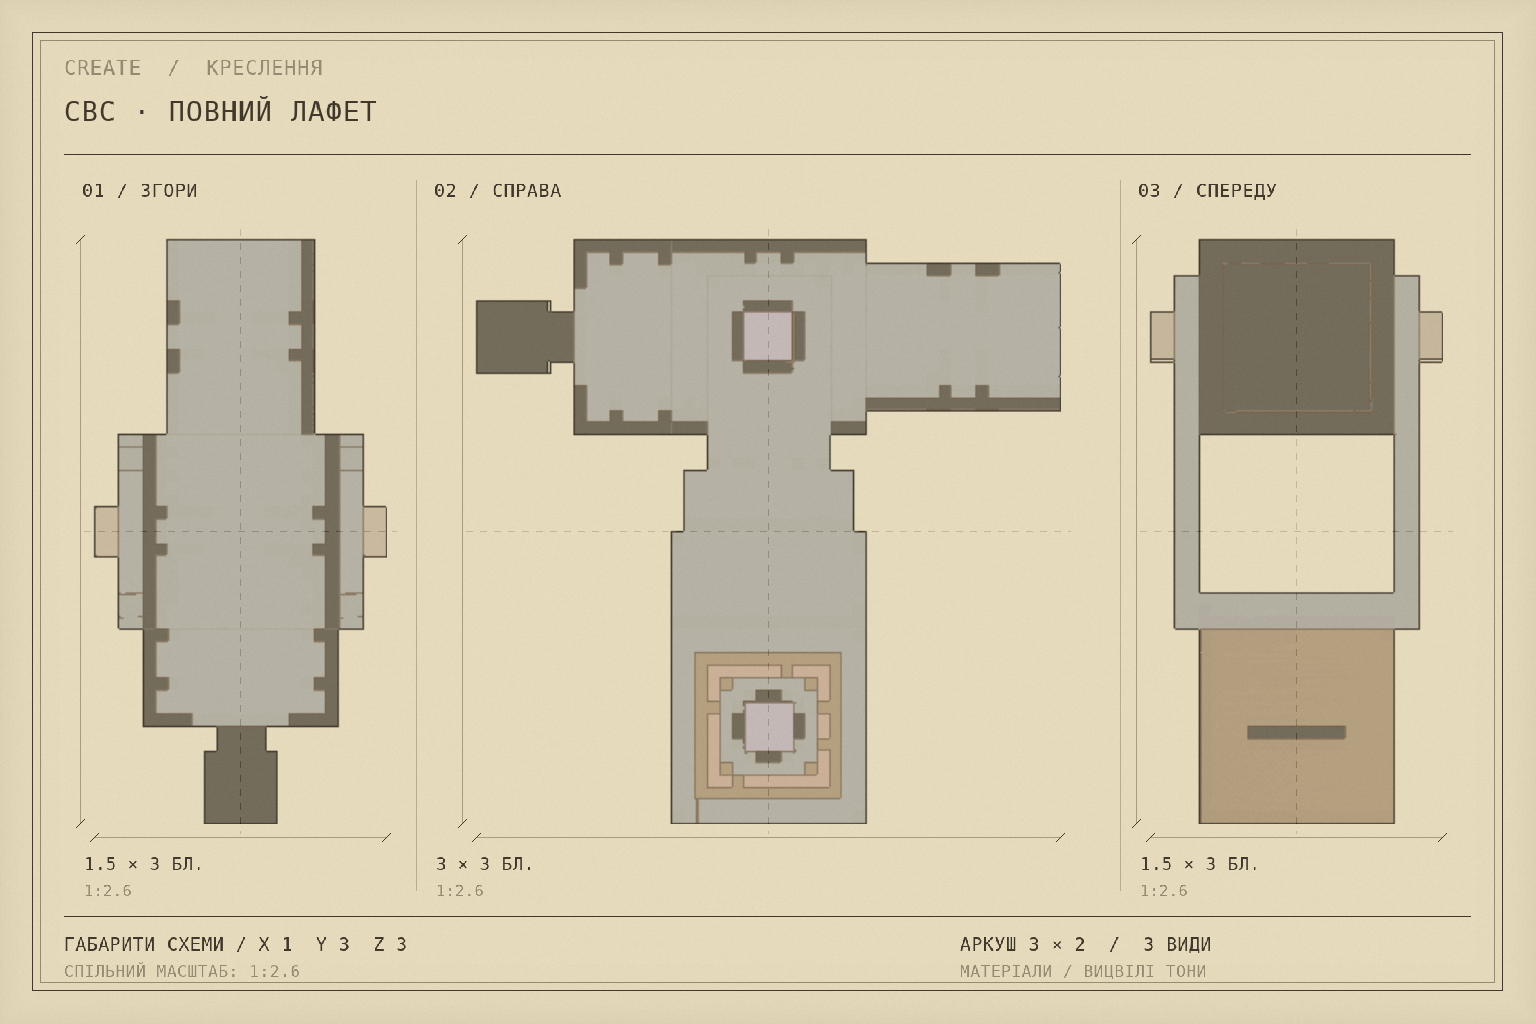 CREATE / КРЕСЛЕННЯ
СВС · ПОВНИЙ ЛАФЕТ
01 / ЗГОРИ
02 / СПРАВА
03 / СПЕРЕДУ
1.5 × 3 БЛ.
1:2.6
3 × 3 БЛ.
1:2.6
1.5 × 3 БЛ.
1:2.6
ГАБАРИТИ СХЕМИ / X 1 Y 3 Z 3
СПІЛЬНИЙ МАСШТАБ: 1:2.6
АРКУШ 3 × 2 / 3 ВИДИ
МАТЕРІАЛИ / ВИЦВІЛІ ТОНИ